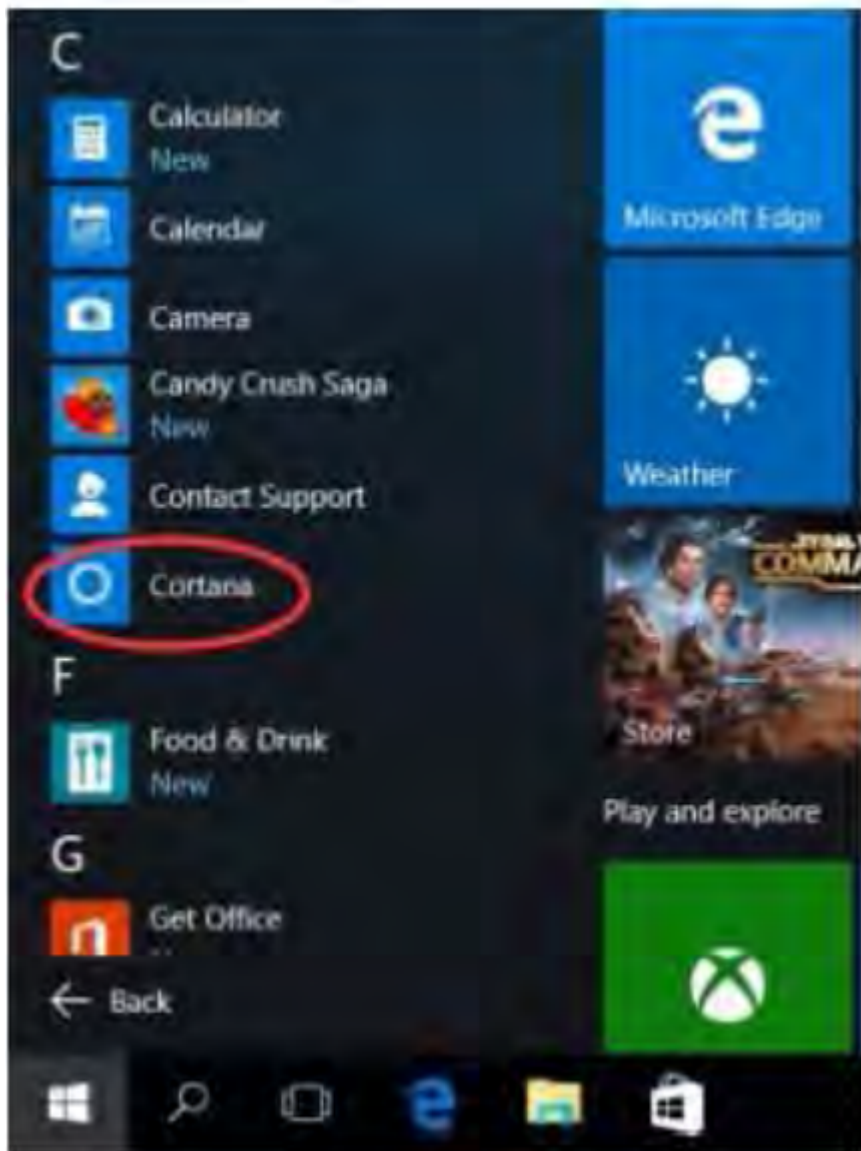 C
Calculator
New
Calendar
Camera
Candy Crush Saga
New
Contact Support
Cortana
F
Food & Drink
New
G
Get Office
Back
Microsoft Edge
Weather
COMMA
Store
Play and explore